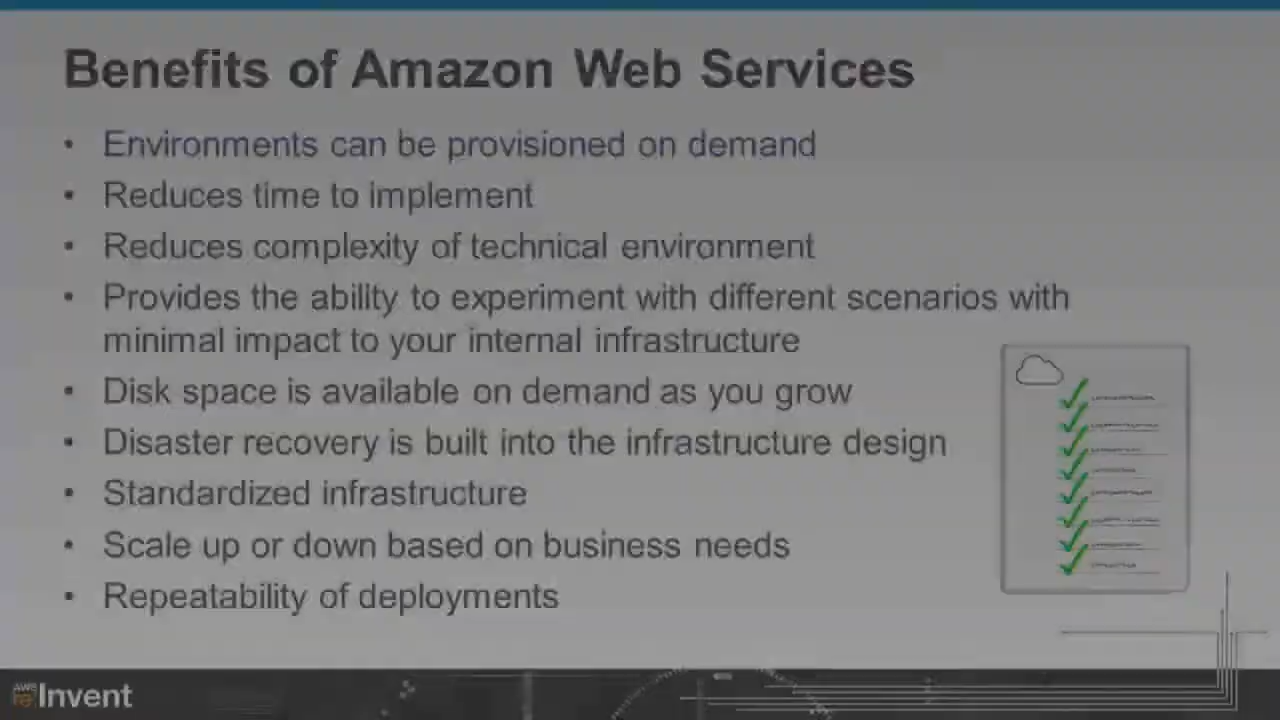 Benefits of Amazon Web Services
• Environments can be provisioned on demand
• Reduces time to implement
• Reduces complexity of technical environment
• Provides the ability to experiment with different scenarios with
minimal impact to your internal infrastructure
• Disk space is available on demand as you grow
• Disaster recovery is built into the infrastructure design
• Standardized infrastructure
• Scale up or down based on business needs
• Repeatability of deployments
AWS
re:Invent